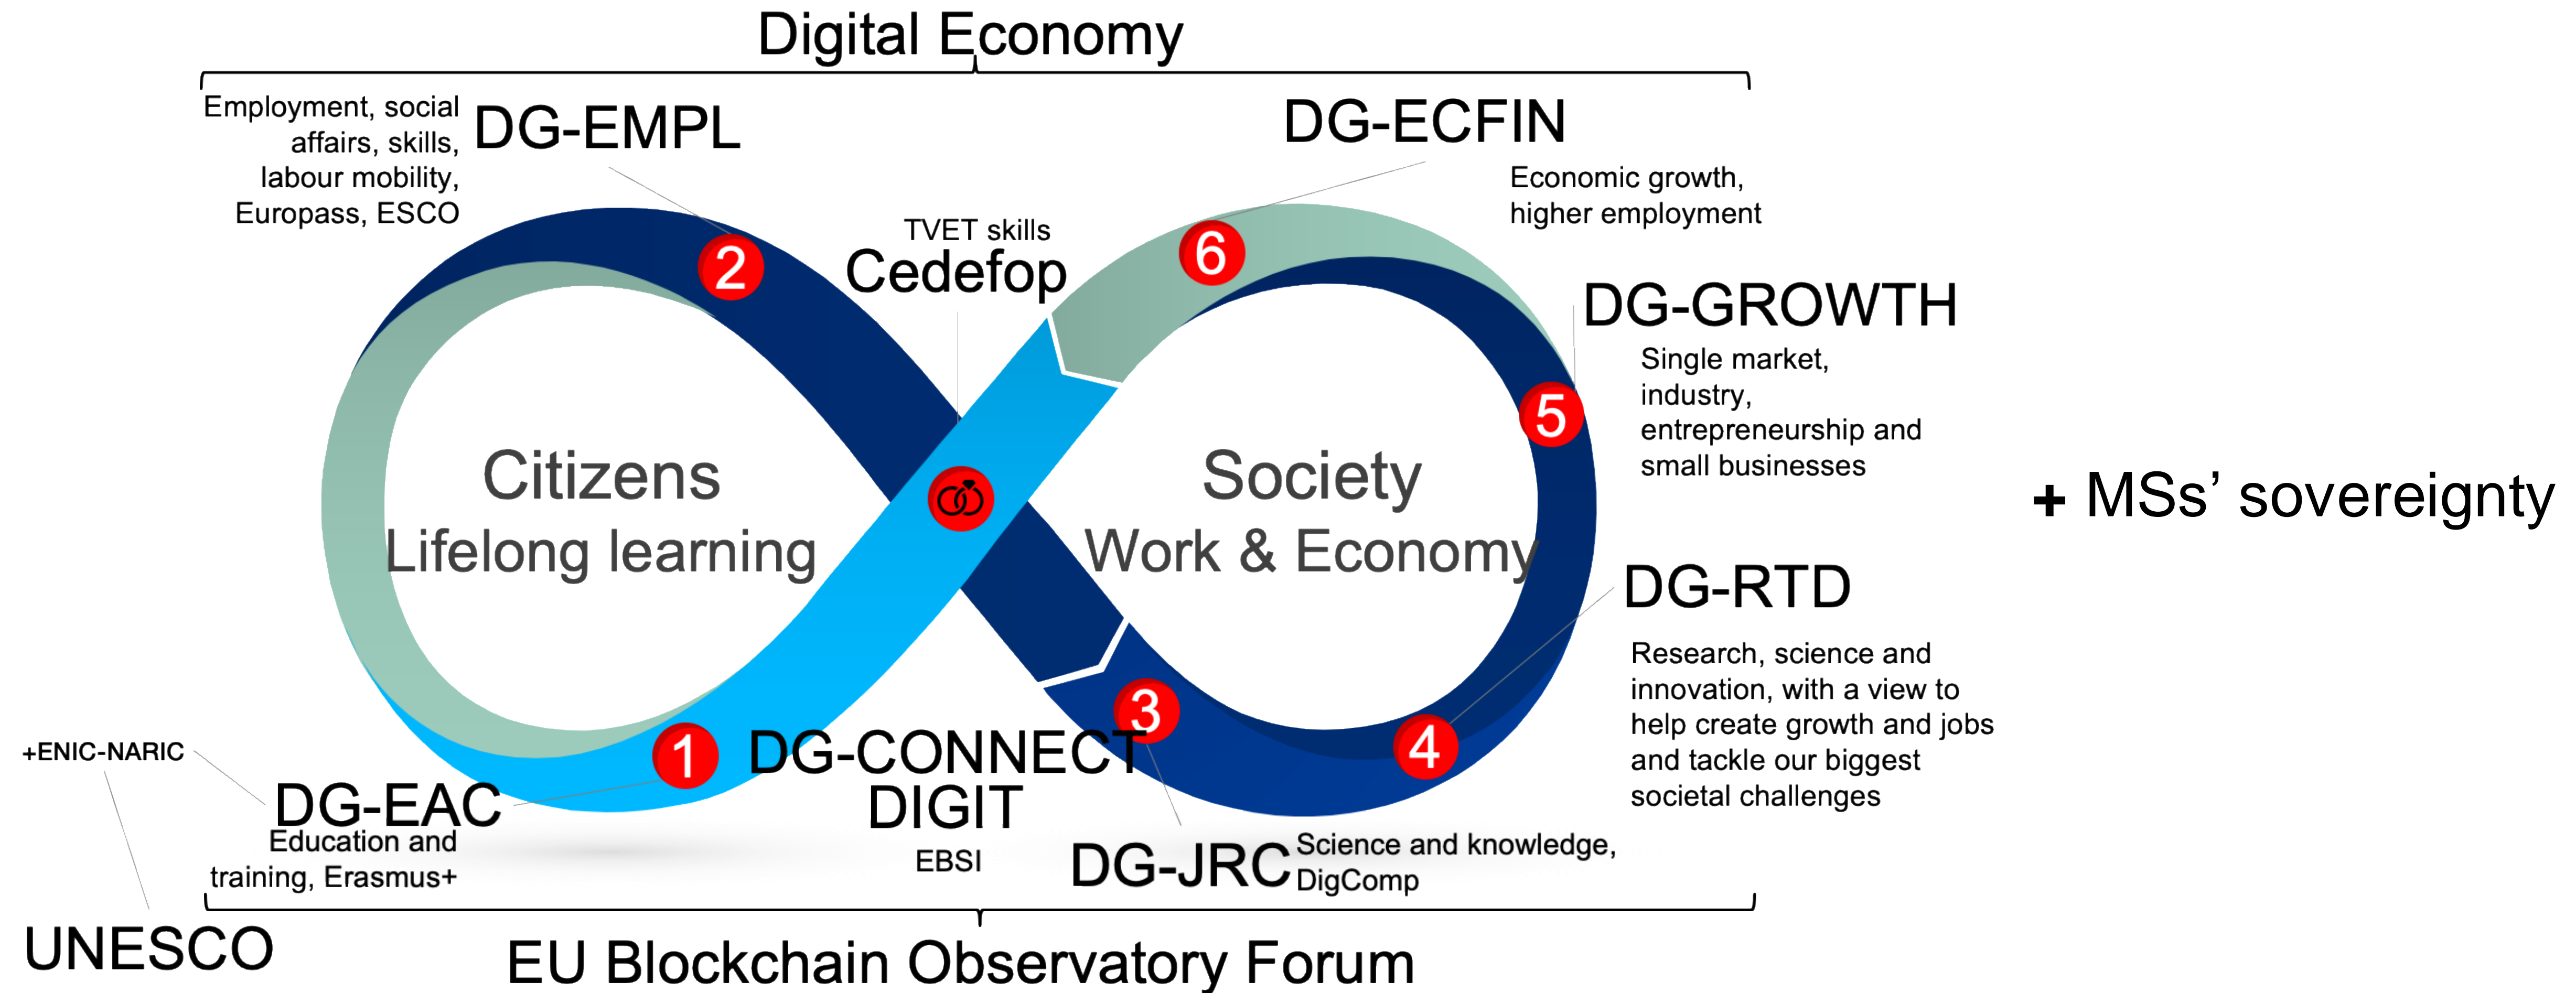 Digital Economy
Employment, social
affairs, skills,
labour mobility,
Europass, ESCO
DG-EMPL
DG-ECFIN
Economic growth,
higher employment
2
TVET skills
Cedefop
6
DG-GROWTH
Single market,
industry,
entrepreneurship and
small businesses
5
Citizens
Lifelong learning
Society
Work & Economy
+ MSs’ sovereignty
DG-RTD
Research, science and
innovation, with a view to
help create growth and jobs
and tackle our biggest
societal challenges
3
4
1
+ENIC-NARIC
DG-EAC
Education and
training, Erasmus+
DG-CONNECT
DIGIT
EBSI
DG-JRC
Science and knowledge,
DigComp
UNESCO
EU Blockchain Observatory Forum